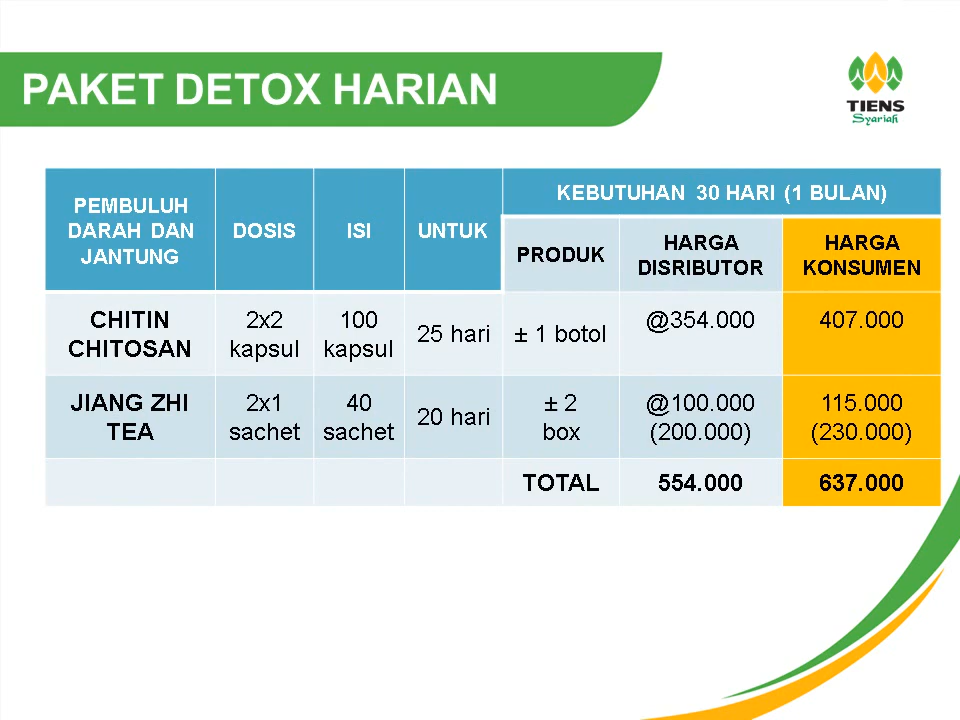 PAKET DETOX HARIAN
TIENS
Syariah
PEMBULUH
DARAH DAN
JANTUNG
DOSIS
ISI
UNTUK
KEBUTUHAN 30 HARI (1 BULAN)
PRODUK
HARGA
DISRIBUTOR
HARGA
KONSUMEN
CHITIN
CHITOSAN
2x2
kapsul
100
kapsul
25 hari
± 1 botol
@354.000
407.000
JIANG ZHI
TEA
2x1
sachet
40
sachet
20 hari
± 2
box
@100.000
(200.000)
115.000
(230.000)
TOTAL
554.000
637.000